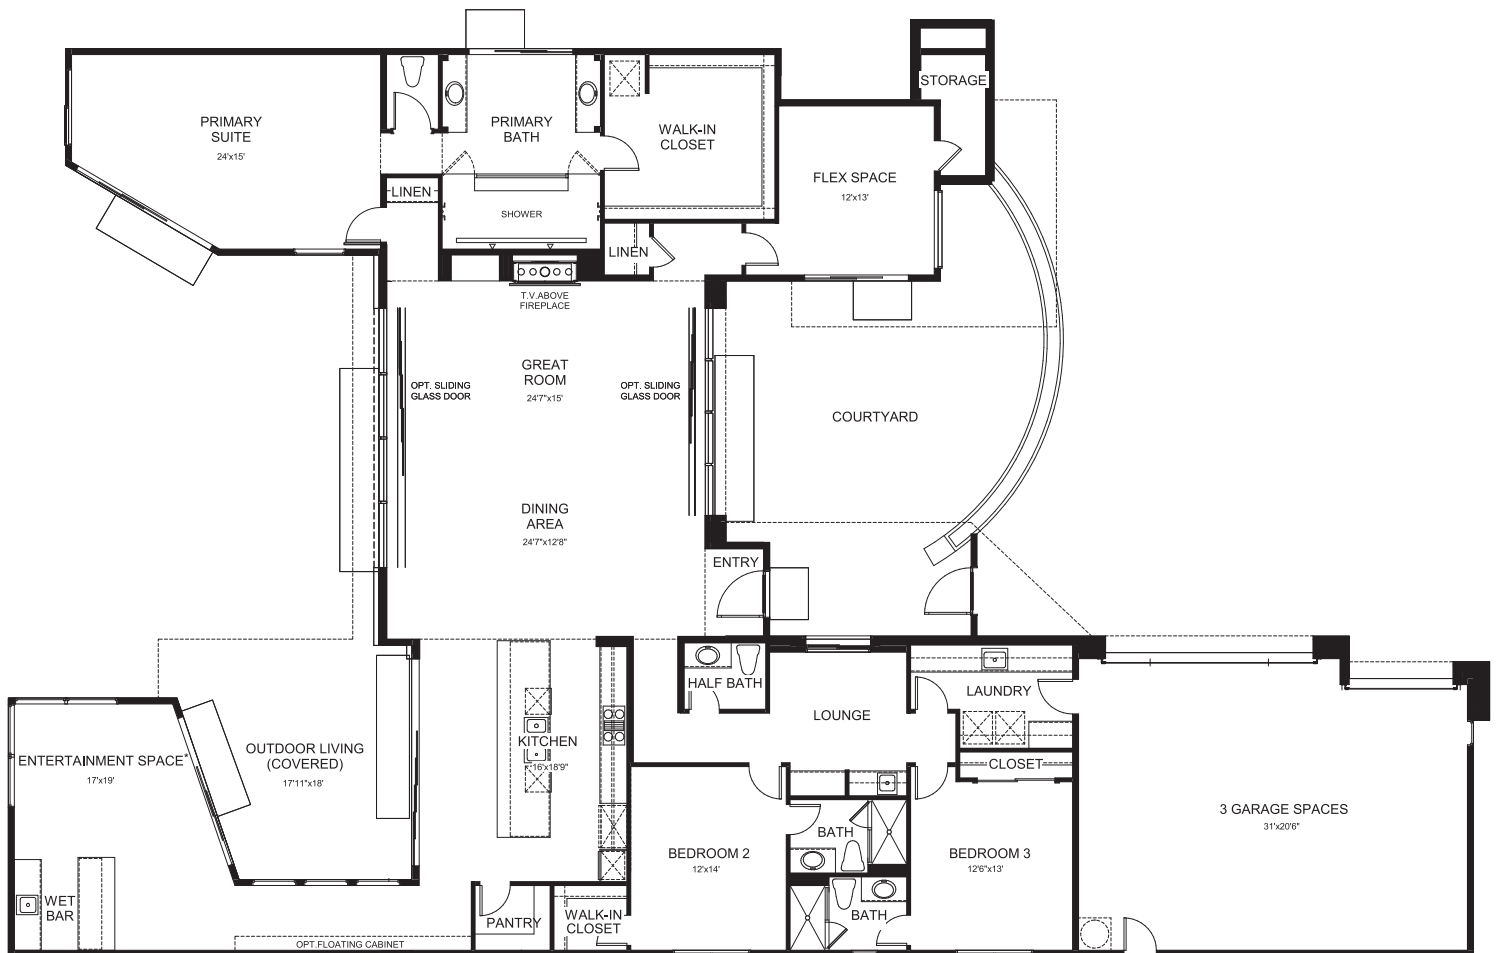 STORAGE
PRIMARY
SUITE
24'x15'
PRIMARY
BATH
WALK-IN
CLOSET
FLEX SPACE
12'x13'
LINEN
SHOWER
LINEN
T.V.ABOVE
FIREPLACE
GREAT
ROOM
24'7"x15'
OPT. SLIDING
GLASS DOOR
OPT. SLIDING
GLASS DOOR
COURTYARD
DINING
AREA
24'7"x12'8"
ENTRY
HALF BATH
LOUNGE
LAUNDRY
CLOSET
KITCHEN
16'x18'9"
ENTERTAINMENT SPACE*
17'x19'
OUTDOOR LIVING
(COVERED)
17'11"x18'
3 GARAGE SPACES
31'x20'6"
BATH
BEDROOM 2
12'x14'
BEDROOM 3
12'6"x13'
WET
BAR
PANTRY
WALK-IN
CLOSET
BATH
OPT.FLOATING CABINET